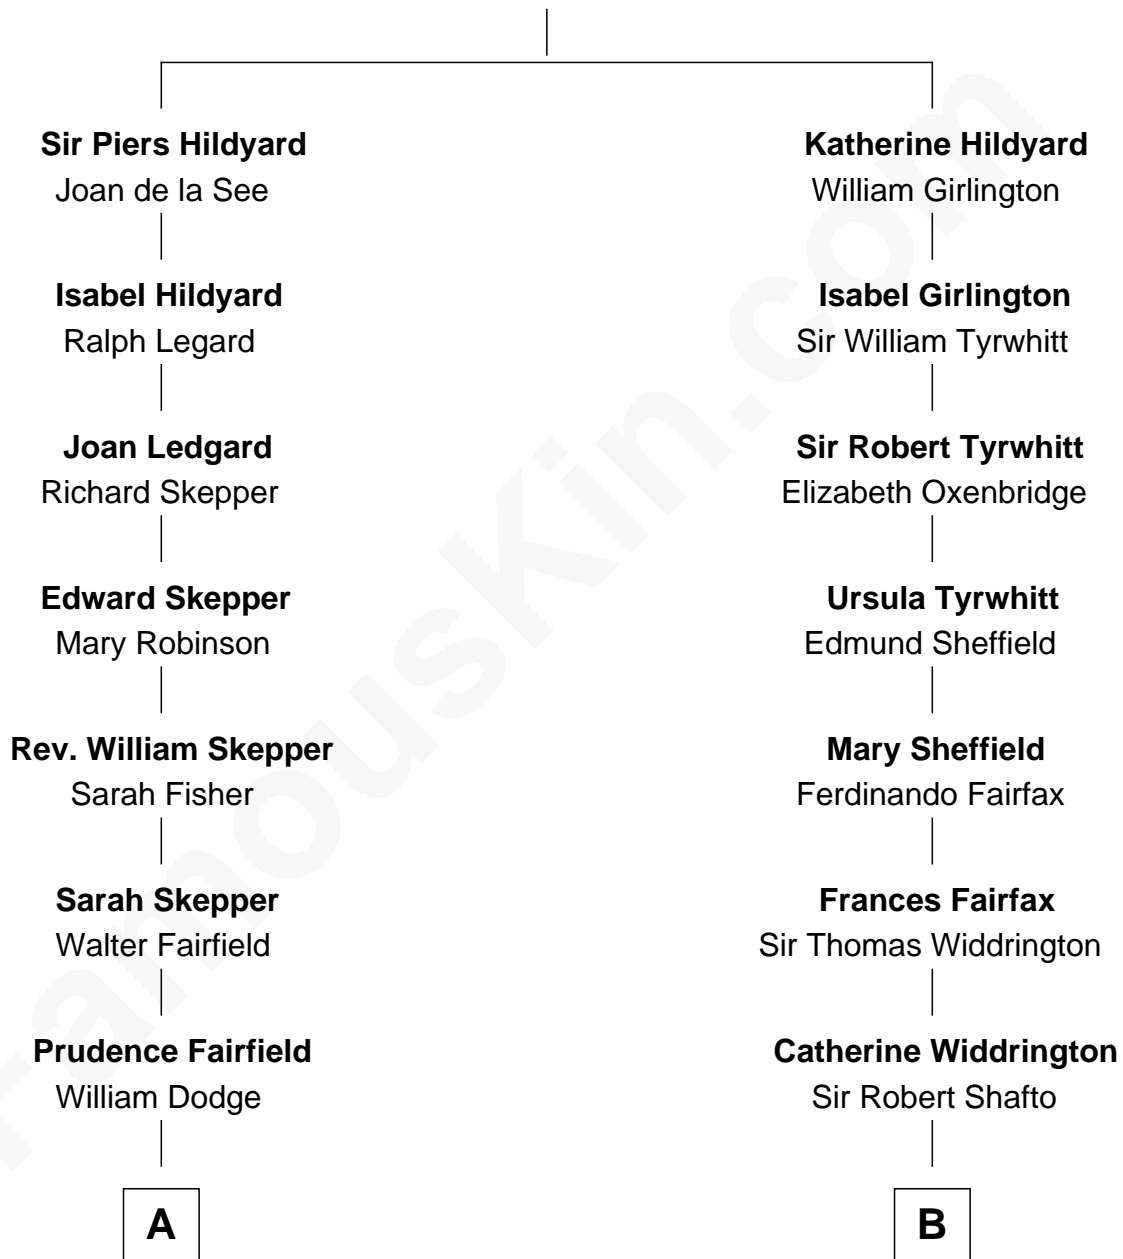 Sir Piers Hildyard
Joan de la See
Katherine Hildyard
William Girlington
Isabel Hildyard
Ralph Legard
Isabel Girlington
Sir William Tyrwhitt
Joan Ledgard
Richard Skepper
Sir Robert Tyrwhitt
Elizabeth Oxenbridge
Edward Skepper
Mary Robinson
Ursula Tyrwhitt
Edmund Sheffield
Rev. William Skepper
Sarah Fisher
Mary Sheffield
Ferdinando Fairfax
Sarah Skepper
Walter Fairfield
Frances Fairfax
Sir Thomas Widdrington
Prudence Fairfield
William Dodge
Catherine Widdrington
Sir Robert Shafto
A
B
FamousKin.com